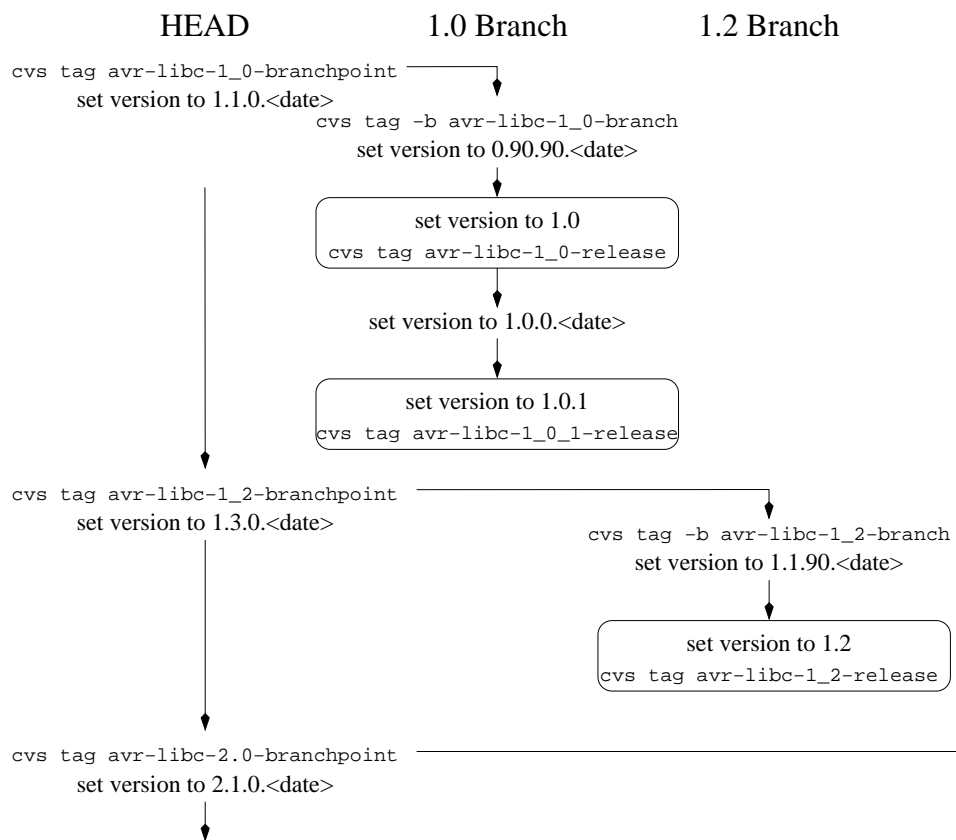 HEAD
1.0 Branch
1.2 Branch
cvs tag avr-libc-1_0-branchpoint
set version to 1.1.0.<date>
cvs tag -b avr-libc-1_0-branch
set version to 0.90.90.<date>
set version to 1.0
cvs tag avr-libc-1_0-release
set version to 1.0.0.<date>
set version to 1.0.1
cvs tag avr-libc-1_0_1-release
cvs tag avr-libc-1_2-branchpoint
set version to 1.3.0.<date>
cvs tag -b avr-libc-1_2-branch
set version to 1.1.90.<date>
set version to 1.2
cvs tag avr-libc-1_2-release
cvs tag avr-libc-2.0-branchpoint
set version to 2.1.0.<date>